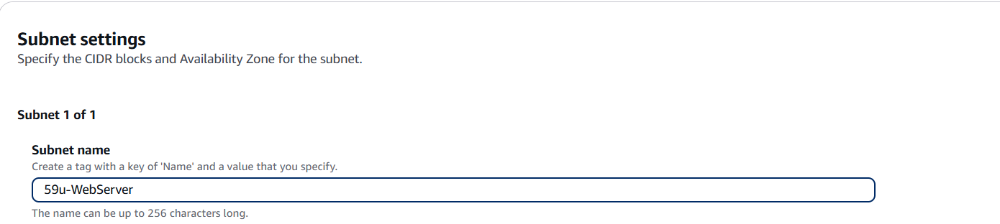 Subnet settings
Specify the CIDR blocks and Availability Zone for the subnet.
Subnet 1 of 1
Subnet name
Create a tag with a key of 'Name' and a value that you specify.
59u-WebServer
The name can be up to 256 characters long.